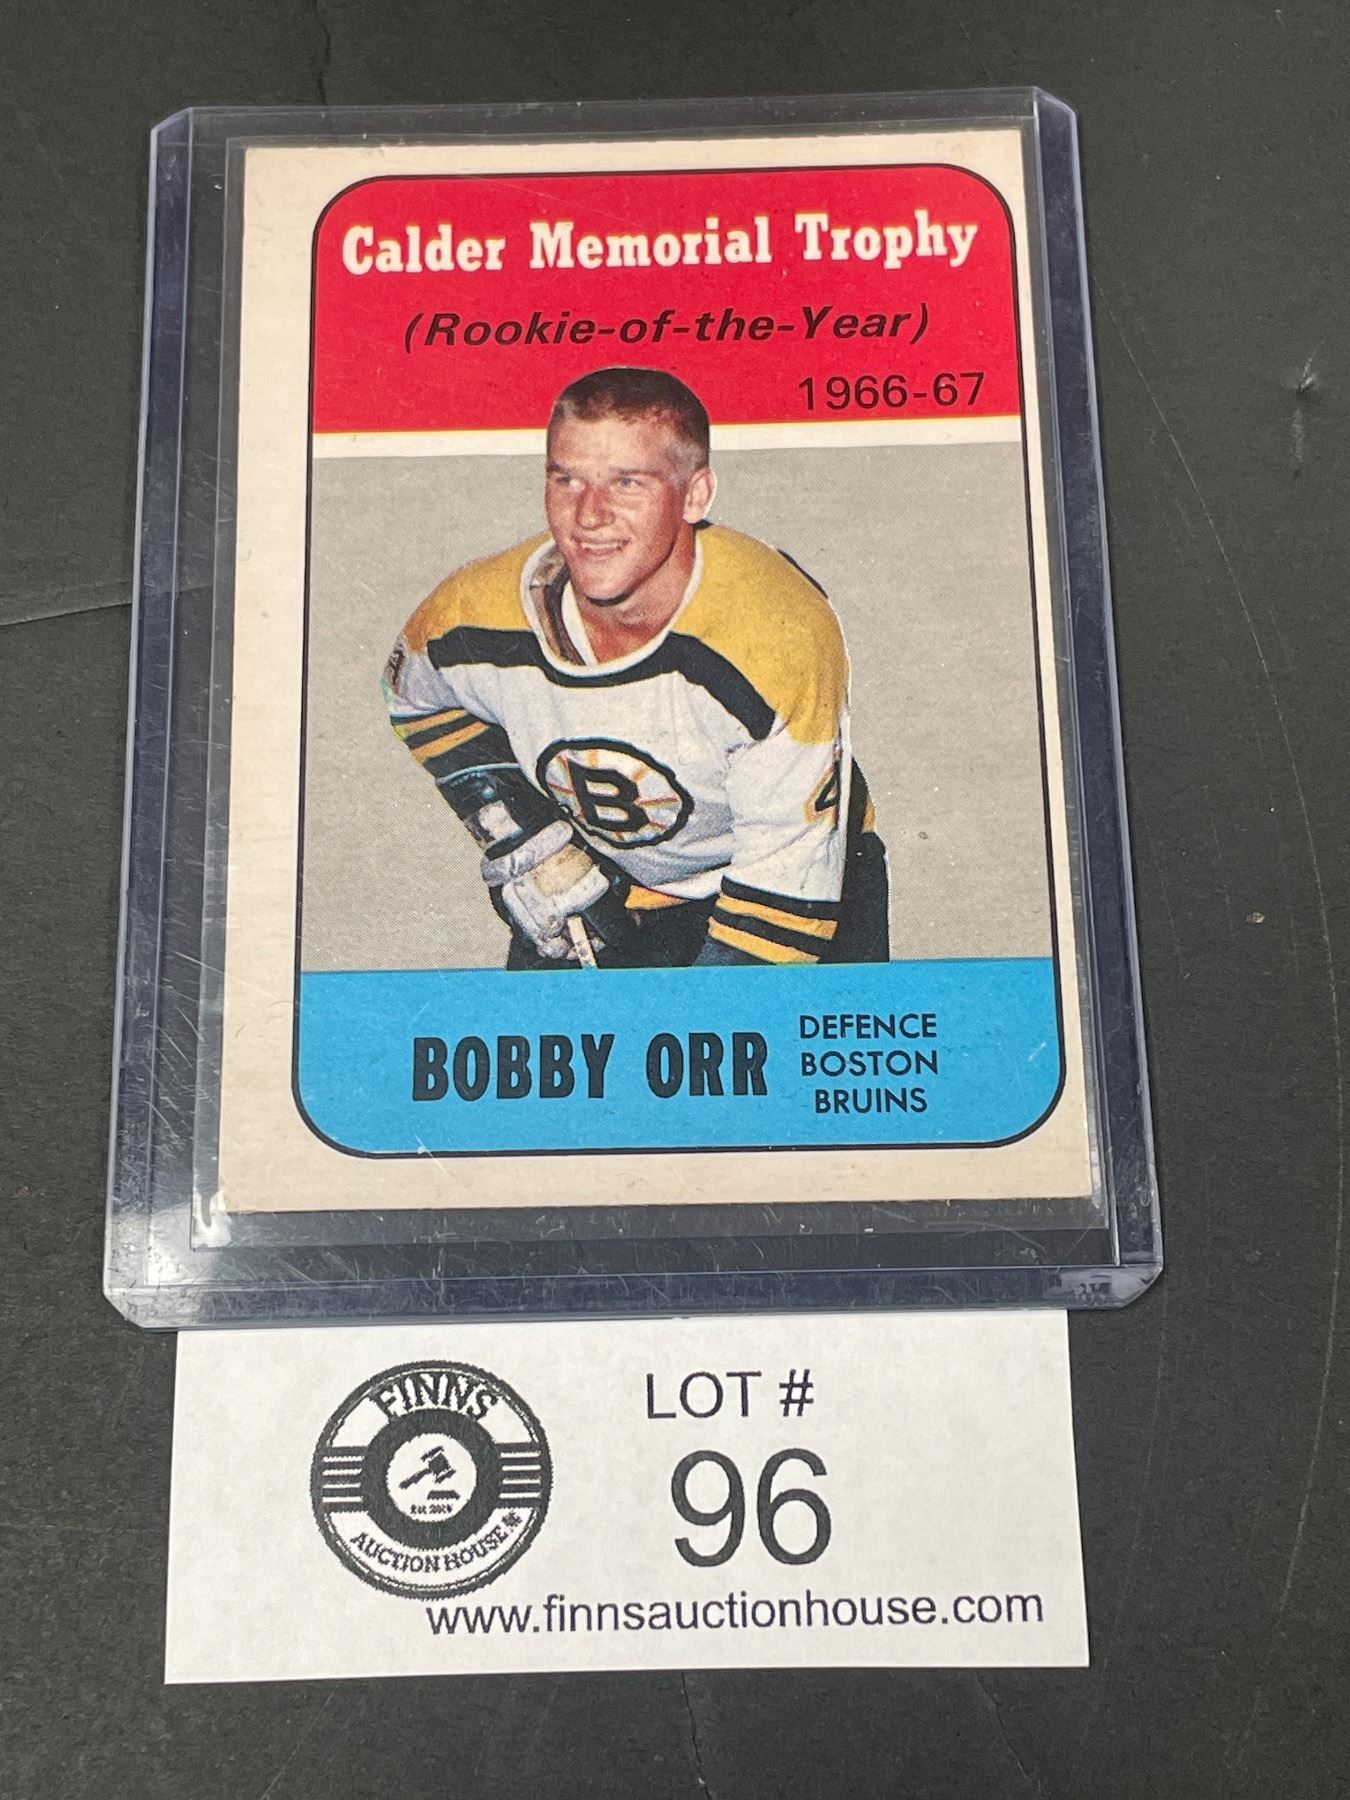 Calder Memorial Trophy
(Rookie-of-the-Year)
1966-67
B
4
BOBBY ORR
DEFENCE
BOSTON
BRUINS
FINNS
AUCTION HOUSE
LOT #
96
www.finnsauctionhouse.com